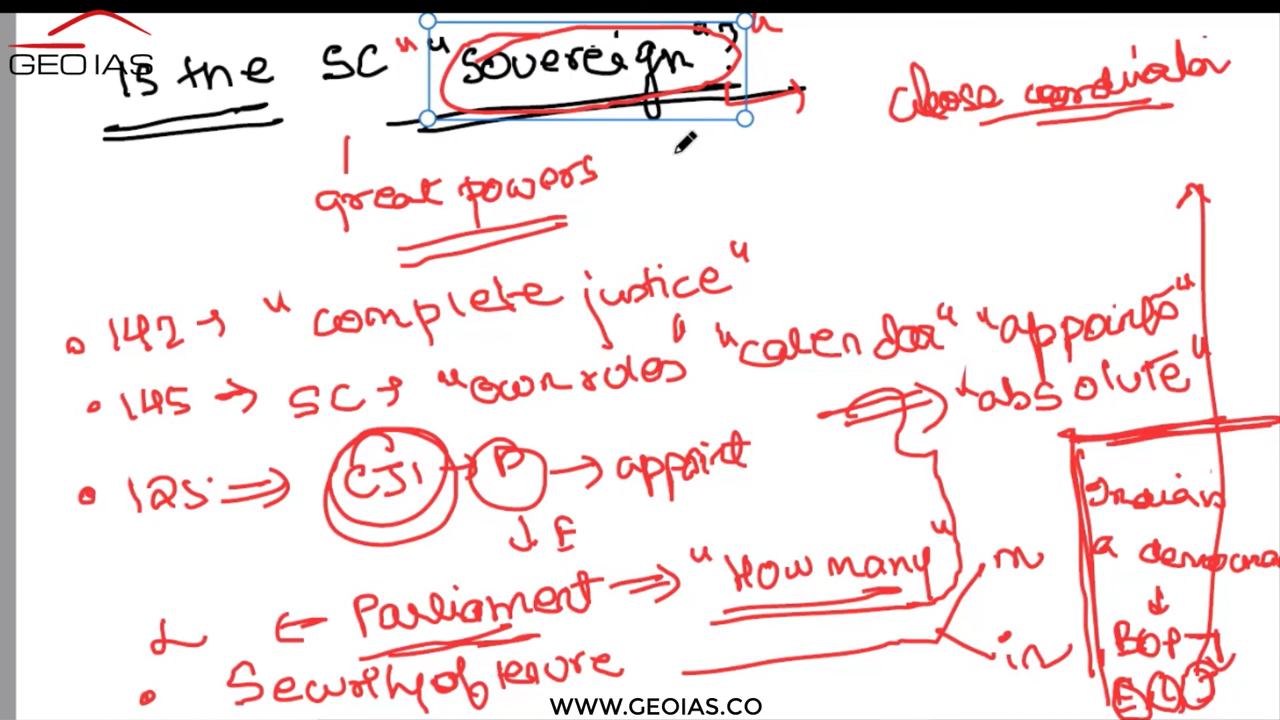 GEO IAS
Is the SC " "Sovereign"? "
close coordination
great powers
• 142 → " "complete justice"
• 145 → SC → "own rules" "calendar" "appoints"
→ "absolute"
• 125 ⇒ CJI → P → appoint
↓ E
L E ← Parliament ⇒ "How many"
m
in
• Security of tenure
Indian
a democra
↓
BOP
E L J
WWW.GEOIAS.CO